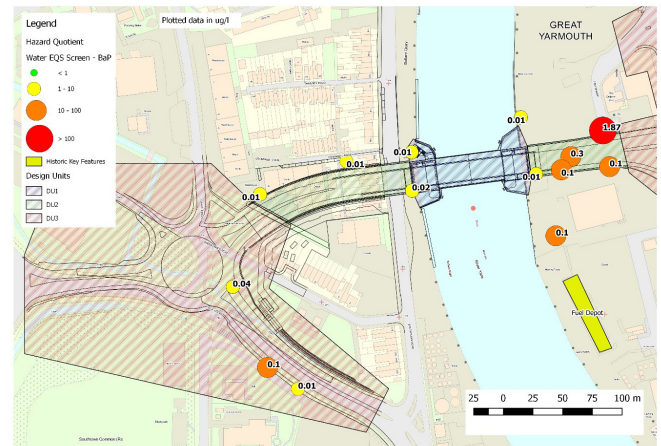 Plotted data in ug/l
Legend
Hazard Quotient
Water EQS Screen - BaP
< 1
1 - 10
10 - 100
> 100
Historic Key Features
Design Units
DU1
DU2
DU3
GREAT
YARMOUTH
0.01
1.87
0.01
0.01
0.3
0.1
0.1
0.01
0.01
0.02
0.1
0.04
Fuel Depot
0.1
0.01
25 0 25 50 75 100 m
Southtown Common LRs